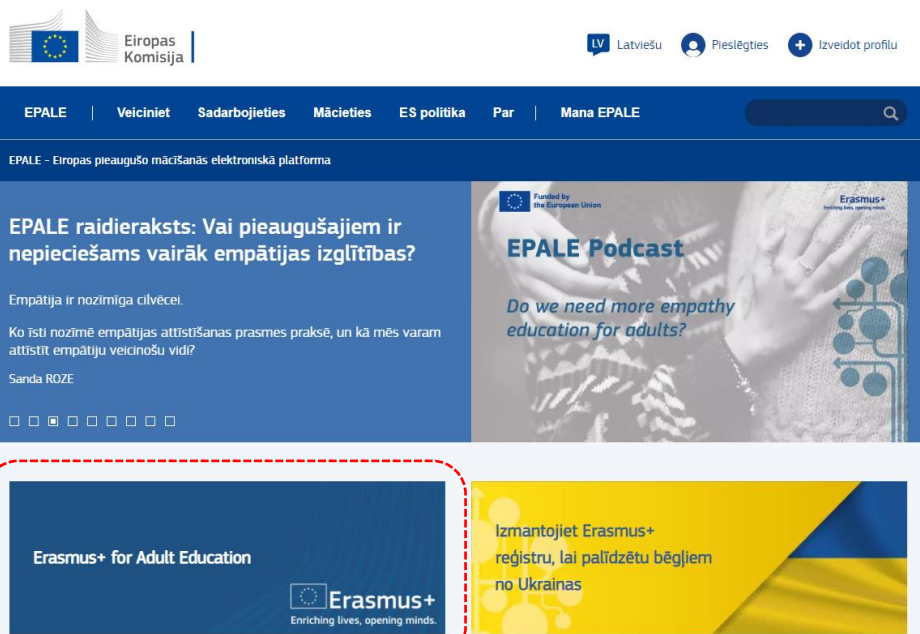 Eiropas
Komisija
LV Latviešu Pieslēgties Izveidot profilu
EPALE | Veiciniet Sadarbojieties Mācieties ES politika Par | Mana EPALE
EPALE - Eiropas pieaugušo mācīšanās elektroniskā platforma
EPALE raidieraksts: Vai pieaugušajiem ir
nepieciešams vairāk empātijas izglītības?
Empātija ir nozīmīga cilvēcei.
Ko īsti nozīmē empātijas attīstīšanas prasmes praksē, un kā mēs varam
attīstīt empātiju veicinošu vidi?
Sanda ROZE
Funded by
the European Union
Erasmus+
Enriching lives, opening minds.
EPALE Podcast
Do we need more empathy
education for adults?
Erasmus+ for Adult Education
Erasmus+
Enriching lives, opening minds.
Izmantojiet Erasmus+
reģistru, lai palīdzētu bēgļiem
no Ukrainas